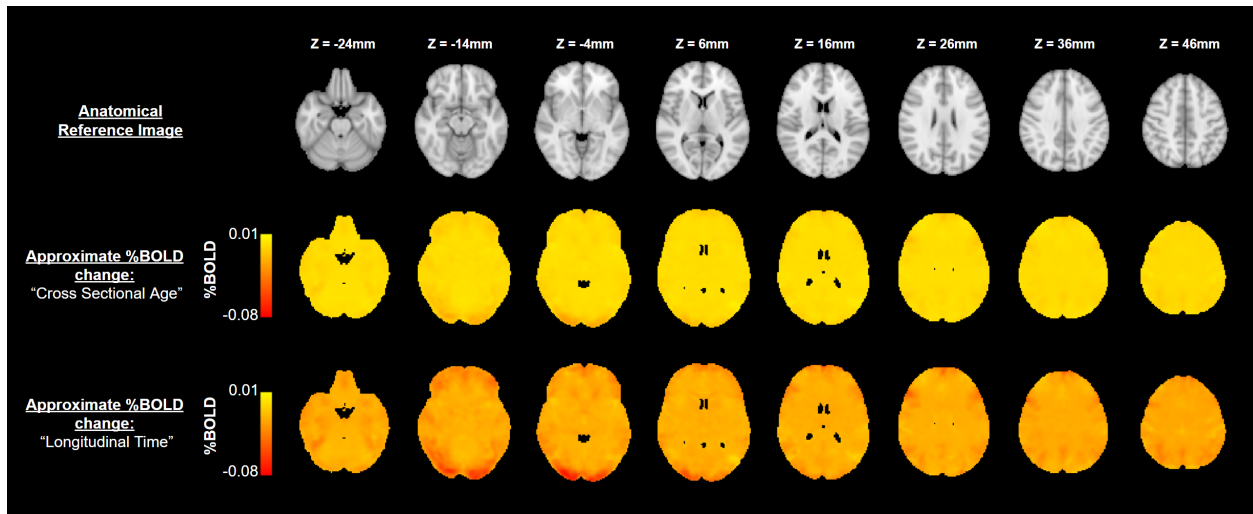 Z = -24mm Z = -14mm Z = -4mm Z = 6mm Z = 16mm Z = 26mm Z = 36mm Z = 46mm
Anatomical
Reference Image
Approximate %BOLD
change:
“Cross Sectional Age”
0.01
%BOLD
-0.08
Approximate %BOLD
change:
“Longitudinal Time”
0.01
%BOLD
-0.08